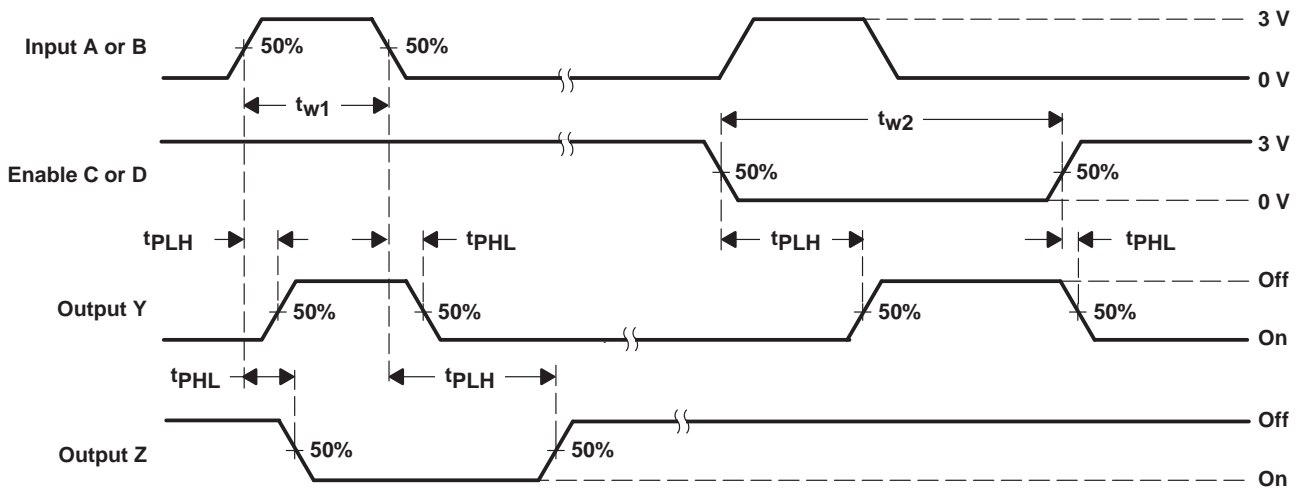 3 V
Input A or B
50%
50%
0 V
tw1
tw2
3 V
Enable C or D
50%
50%
0 V
tPLH
tPHL
tPLH
tPHL
Off
Output Y
50%
50%
50%
50%
On
tPHL
tPLH
Off
Output Z
50%
50%
On